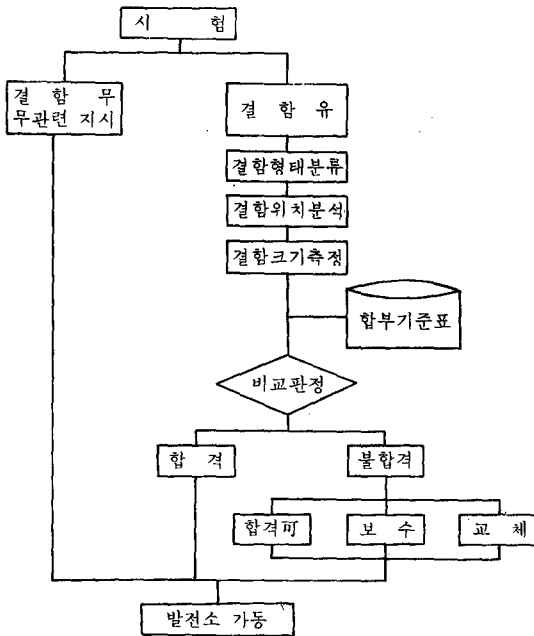 시 험
결 함 무
무관련 지시
결 함 유
결함형태분류
결함위치분석
결함크기측정
합부기준표
비교판정
합 격
불합격
합격可
보 수
교 체
발전소 가동